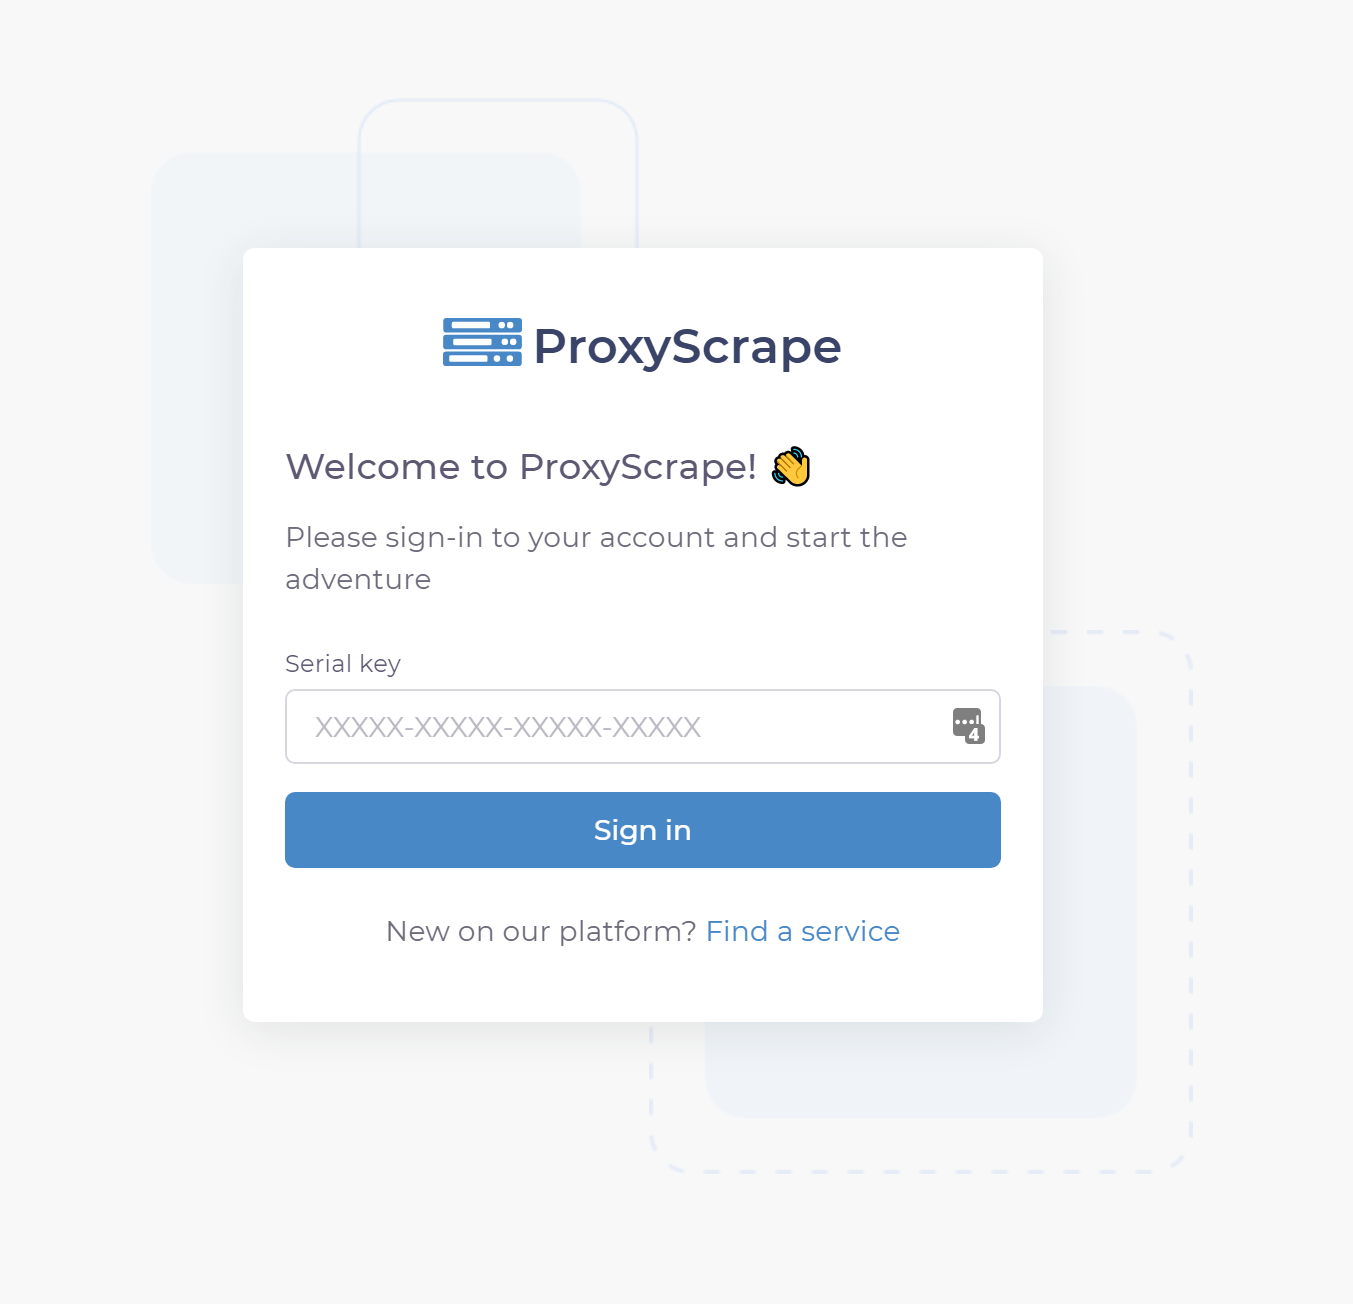 ProxyScrape
Welcome to ProxyScrape! 👋
Please sign-in to your account and start the
adventure
Serial key
XXXXX-XXXXX-XXXXX-XXXXX
4
Sign in
New on our platform? Find a service